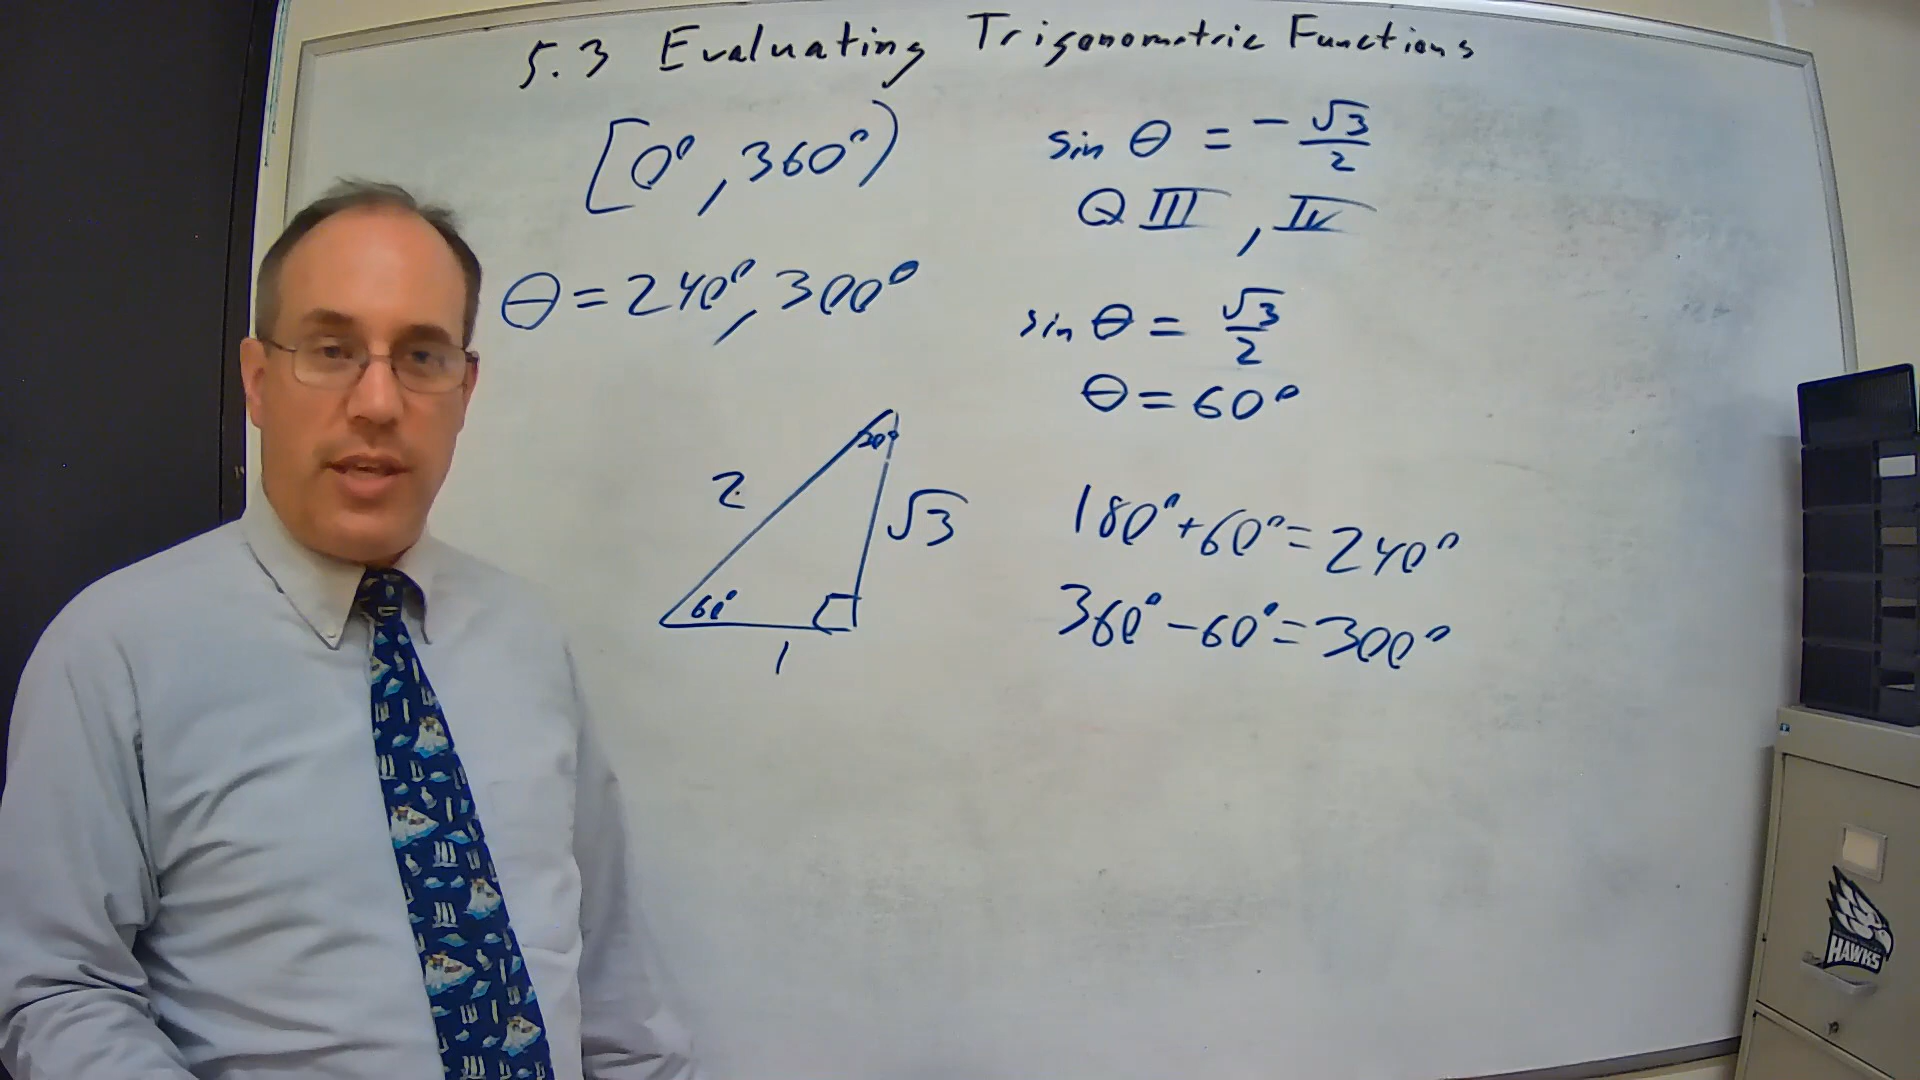 5.3 Evaluating Trigonometric Functions
[0°, 360°)
θ = 240°, 300°
sin θ = -√3/2
Q III, IV
sin θ = √3/2
θ = 60°
30°
2
√3
60°
1
180° + 60° = 240°
360° - 60° = 300°
HAWKS